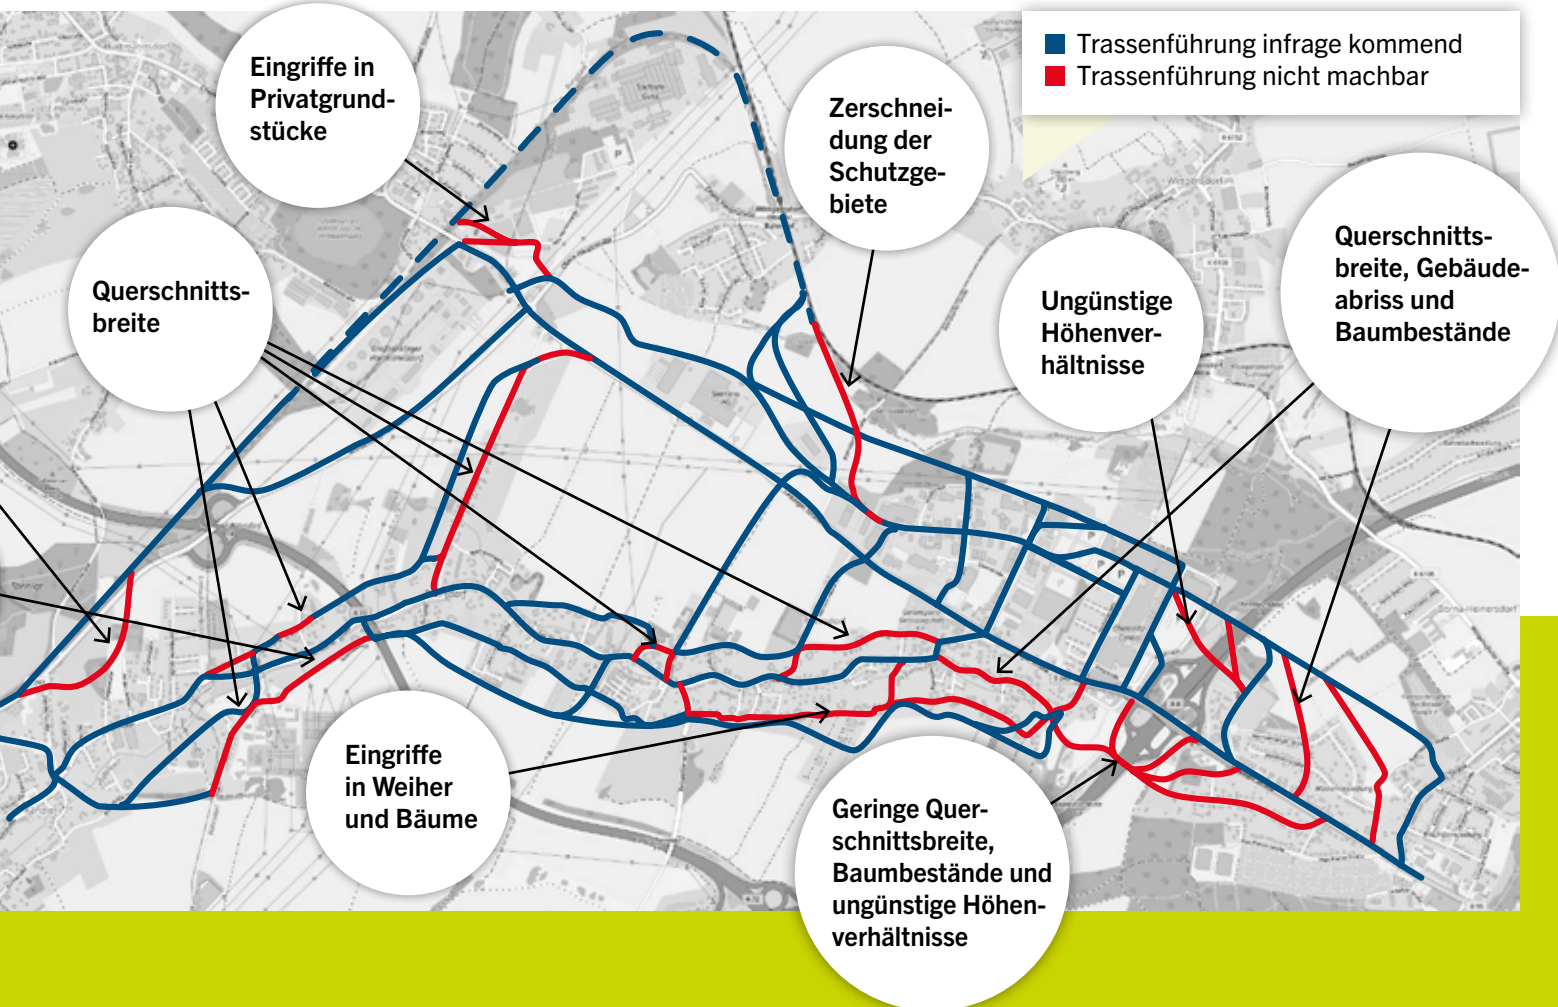 Trassenführung infrage kommend
Trassenführung nicht machbar
Eingriffe in
Privatgrund-
stücke
Zerschnei-
dung der
Schutzge-
biete
Querschnitts-
breite, Gebäude-
abriss und
Baumbestände
Ungünstige
Höhenver-
hältnisse
Querschnitts-
breite
Eingriffe
in Weiher
und Bäume
Geringe Quer-
schnittsbreite,
Baumbestände und
ungünstige Höhen-
verhältnisse